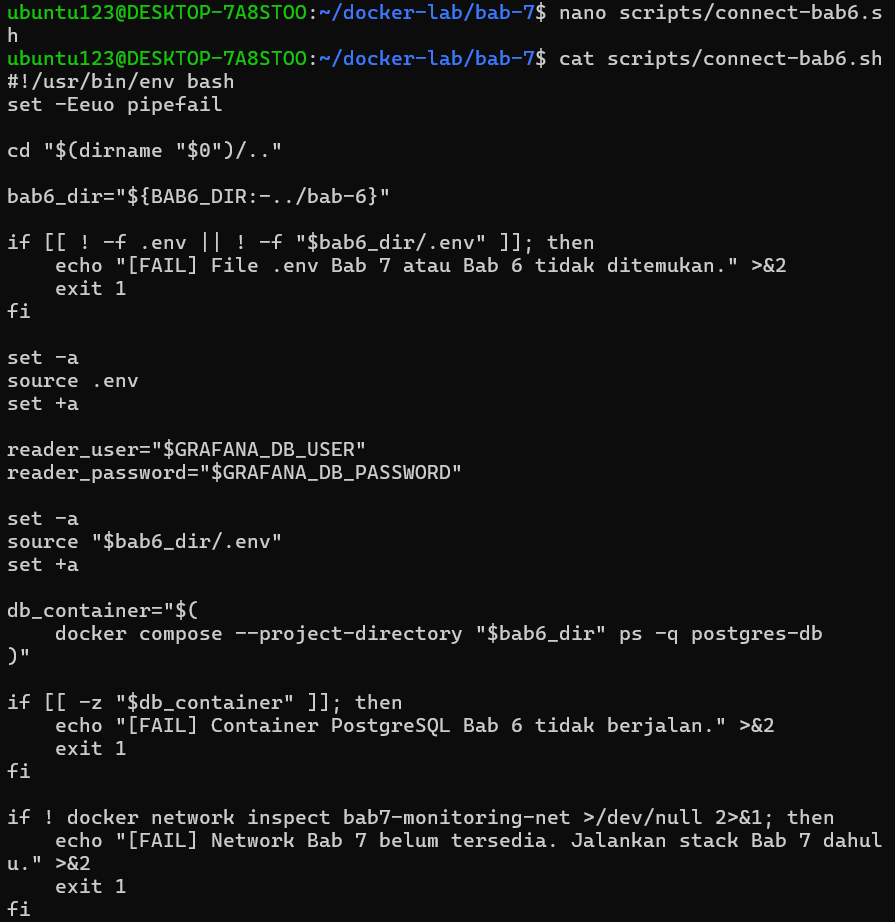 ubuntu123@DESKTOP-7A8STOO:~/docker-lab/bab-7$ nano scripts/connect-bab6.s
h
ubuntu123@DESKTOP-7A8STOO:~/docker-lab/bab-7$ cat scripts/connect-bab6.sh
#!/usr/bin/env bash
set -Eeuo pipefail

cd "$(dirname "$0")/.."

bab6_dir="${BAB6_DIR:-../bab-6}"

if [[ ! -f .env || ! -f "$bab6_dir/.env" ]]; then
    echo "[FAIL] File .env Bab 7 atau Bab 6 tidak ditemukan." >&2
    exit 1
fi

set -a
source .env
set +a

reader_user="$GRAFANA_DB_USER"
reader_password="$GRAFANA_DB_PASSWORD"

set -a
source "$bab6_dir/.env"
set +a

db_container="$(
    docker compose --project-directory "$bab6_dir" ps -q postgres-db
)"

if [[ -z "$db_container" ]]; then
    echo "[FAIL] Container PostgreSQL Bab 6 tidak berjalan." >&2
    exit 1
fi

if ! docker network inspect bab7-monitoring-net >/dev/null 2>&1; then
    echo "[FAIL] Network Bab 7 belum tersedia. Jalankan stack Bab 7 dahul
u." >&2
    exit 1
fi